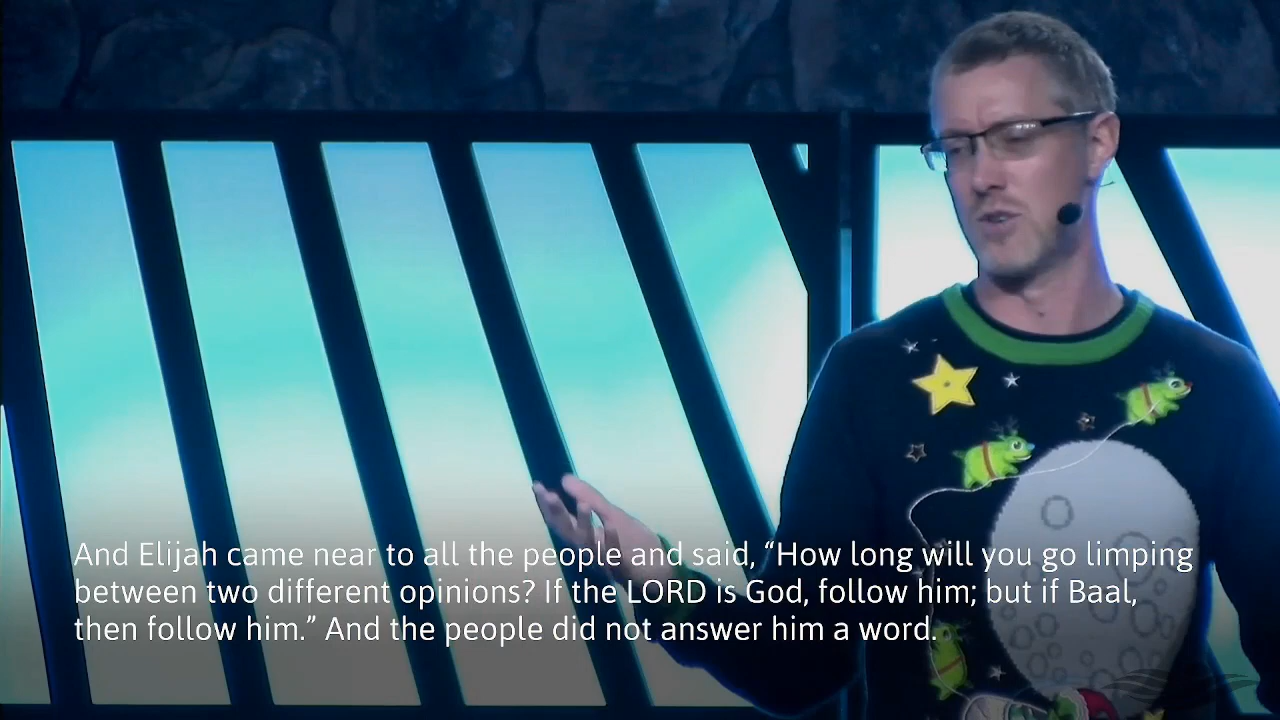 And Elijah came near to all the people and said, “How long will you go limping
between two different opinions? If the LORD is God, follow him; but if Baal,
then follow him.” And the people did not answer him a word.